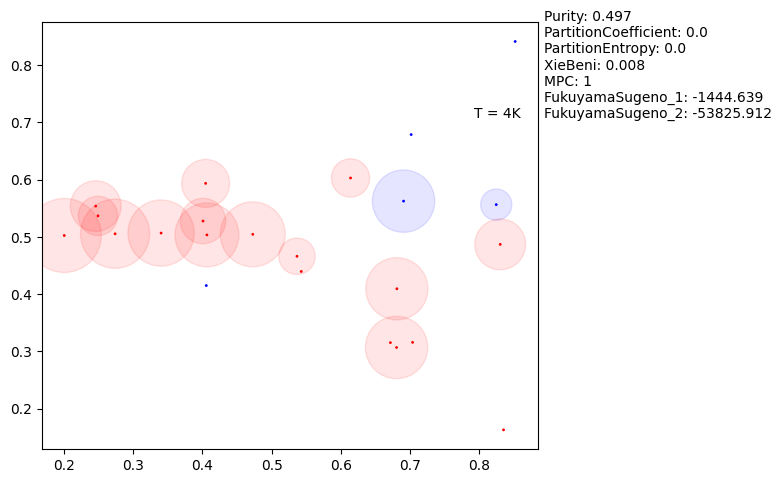 Purity: 0.497
PartitionCoefficient: 0.0
PartitionEntropy: 0.0
XieBeni: 0.008
MPC: 1
FukuyamaSugeno_1: -1444.639
FukuyamaSugeno_2: -53825.912
T = 4K
0.8
0.7
0.6
0.5
0.4
0.3
0.2
0.2 0.3 0.4 0.5 0.6 0.7 0.8